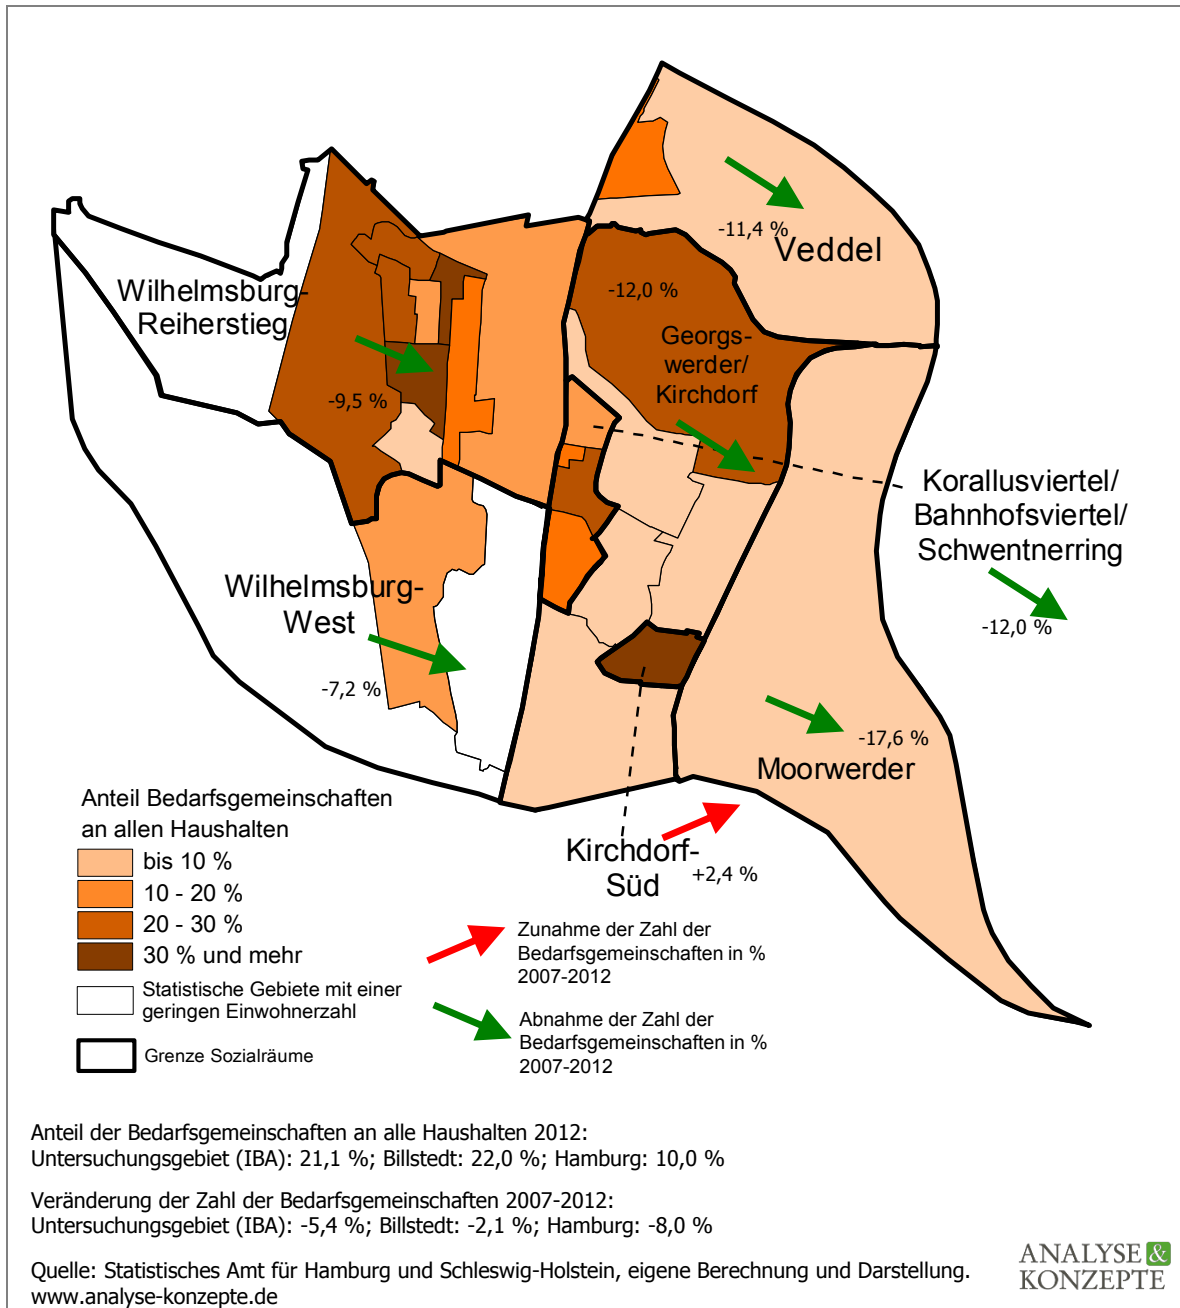 -11,4 %
Veddel
Wilhelmsburg-
Reiherstieg
-9,5 %
-12,0 %
Georgs-
werder/
Kirchdorf
Korallusviertel/
Bahnhofsviertel/
Schwentnerring
-12,0 %
Wilhelmsburg-
West
-7,2 %
-17,6 %
Moorwerder
Kirchdorf-
Süd
+2,4 %
Anteil Bedarfsgemeinschaften
an allen Haushalten
bis 10 %
10 - 20 %
20 - 30 %
30 % und mehr
Statistische Gebiete mit einer
geringen Einwohnerzahl
Grenze Sozialräume
Zunahme der Zahl der
Bedarfsgemeinschaften in %
2007-2012
Abnahme der Zahl der
Bedarfsgemeinschaften in %
2007-2012
Anteil der Bedarfsgemeinschaften an alle Haushalten 2012:
Untersuchungsgebiet (IBA): 21,1 %; Billstedt: 22,0 %; Hamburg: 10,0 %
Veränderung der Zahl der Bedarfsgemeinschaften 2007-2012:
Untersuchungsgebiet (IBA): -5,4 %; Billstedt: -2,1 %; Hamburg: -8,0 %
Quelle: Statistisches Amt für Hamburg und Schleswig-Holstein, eigene Berechnung und Darstellung.
www.analyse-konzepte.de
ANALYSE &
KONZEPTE